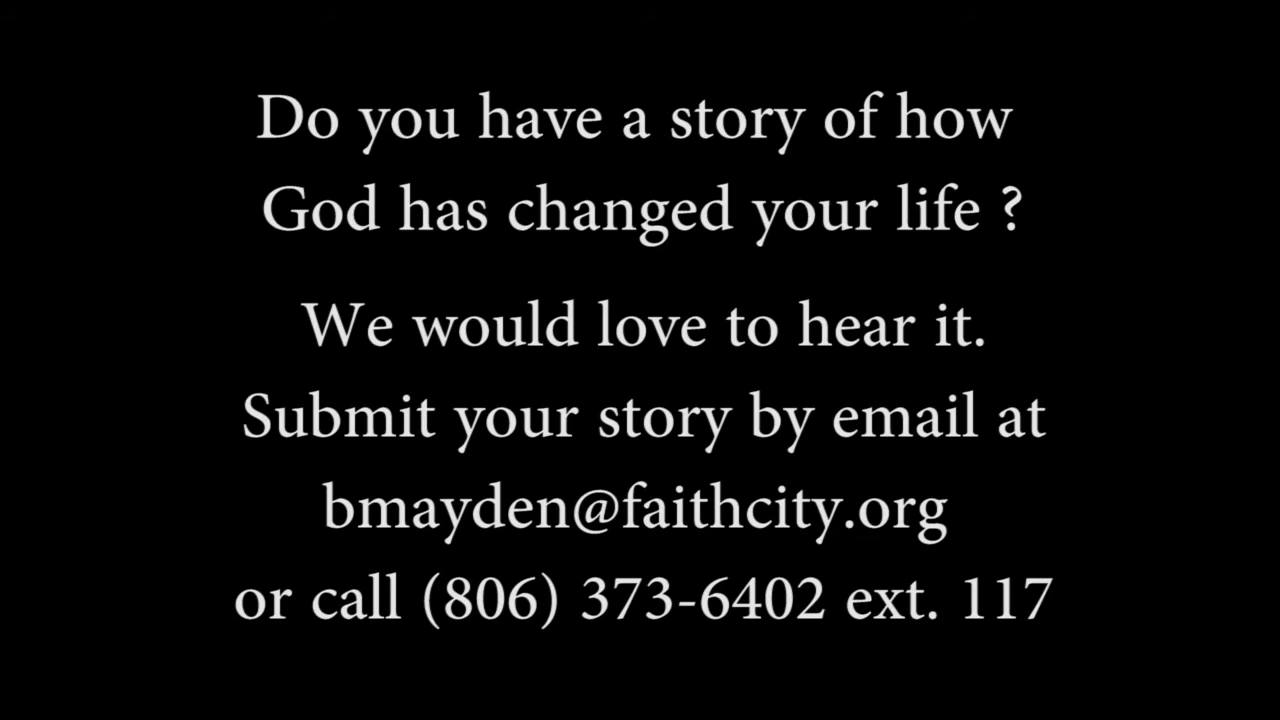 Do you have a story of how
God has changed your life ?
We would love to hear it.
Submit your story by email at
bmayden@faithcity.org
or call (806) 373-6402 ext. 117